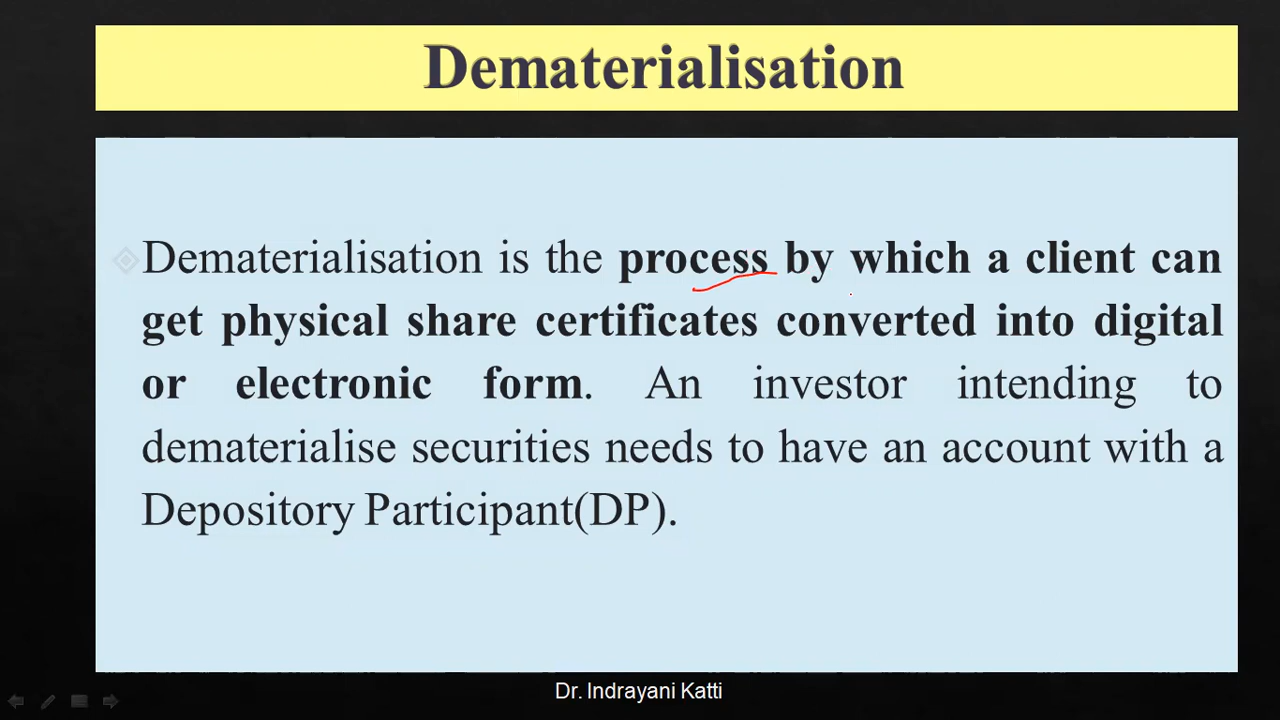 Dematerialisation
Dematerialisation is the process by which a client can
get physical share certificates converted into digital
or electronic form. An investor intending to
dematerialise securities needs to have an account with a
Depository Participant(DP).
Dr. Indrayani Katti